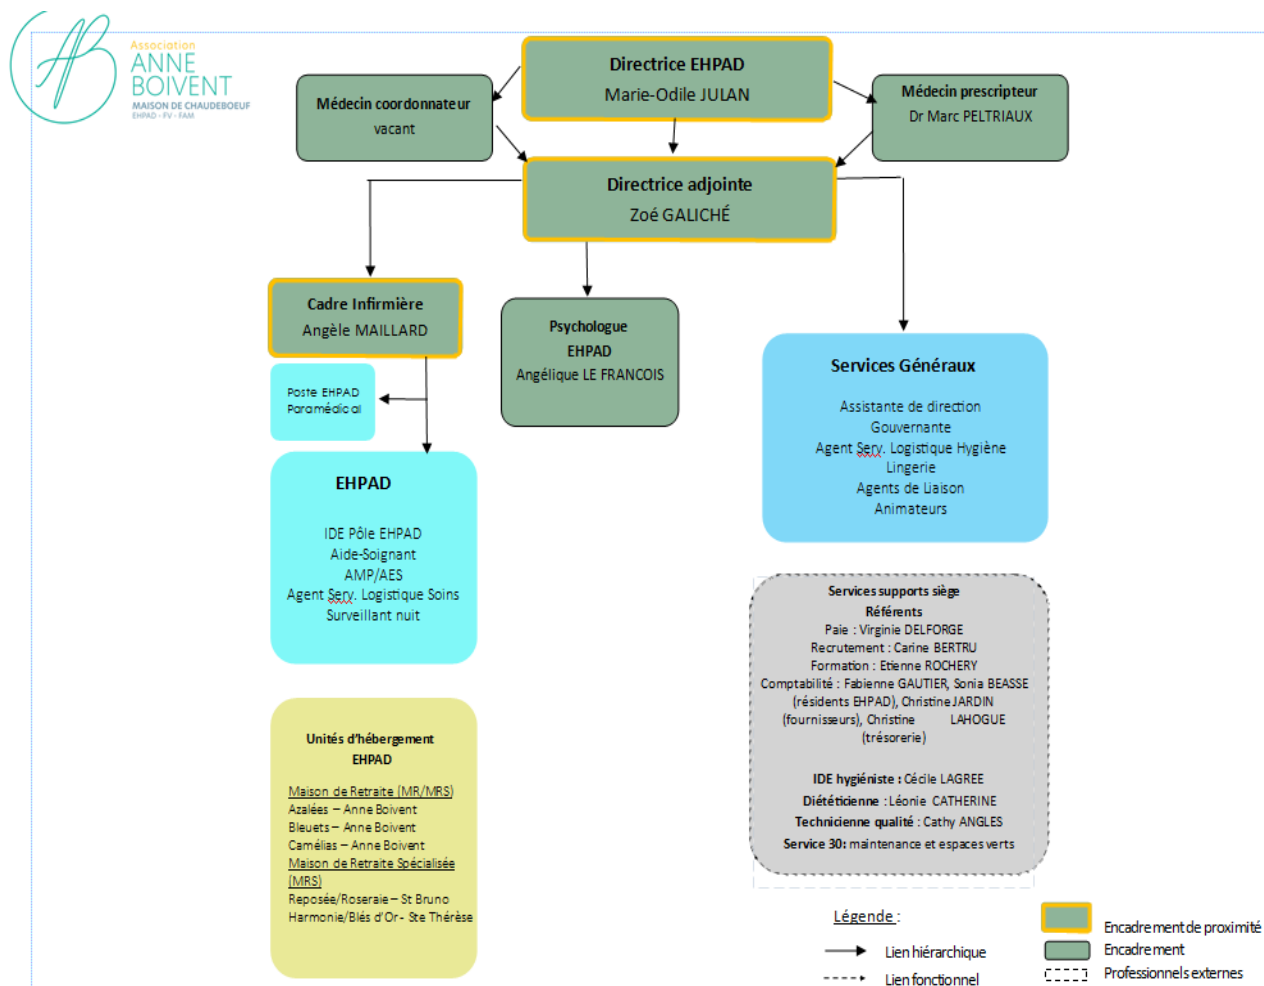 Association
ANNE
BOIVENT
MAISON DE CHAUDEBOEUF
EHPAD - FV - FAM
Directrice EHPAD
Marie-Odile JULAN
Médecin coordonnateur
vacant
Médecin prescripteur
Dr Marc PELTRIAUX
Directrice adjointe
Zoé GALICHÉ
Cadre Infirmière
Angèle MAILLARD
Psychologue
EHPAD
Angélique LE FRANCOIS
Poste EHPAD
Paramédical
EHPAD
IDE Pôle EHPAD
Aide-Soignant
AMP/AES
Agent Serv. Logistique Soins
Surveillant nuit
Services Généraux
Assistante de direction
Gouvernante
Agent Serv. Logistique Hygiène
Lingerie
Agents de Liaison
Animateurs
Unités d’hébergement
EHPAD
Maison de Retraite (MR/MRS)
Azalées – Anne Boivent
Bleuets – Anne Boivent
Camélias – Anne Boivent
Maison de Retraite Spécialisée
(MRS)
Reposée/Roseraie – St Bruno
Harmonie/Blés d’Or - Ste Thérèse
Services supports siège
Référents
Paie : Virginie DELFORGE
Recrutement : Carine BERTRU
Formation : Etienne ROCHERY
Comptabilité : Fabienne GAUTIER, Sonia BEASSE
(résidents EHPAD), Christine JARDIN
(fournisseurs), Christine LAHOGUE
(trésorerie)
IDE hygiéniste : Cécile LAGREE
Diététicienne : Léonie CATHERINE
Technicienne qualité : Cathy ANGLES
Service 30: maintenance et espaces verts
Légende :
Lien hiérarchique
Lien fonctionnel
Encadrement de proximité
Encadrement
Professionnels externes